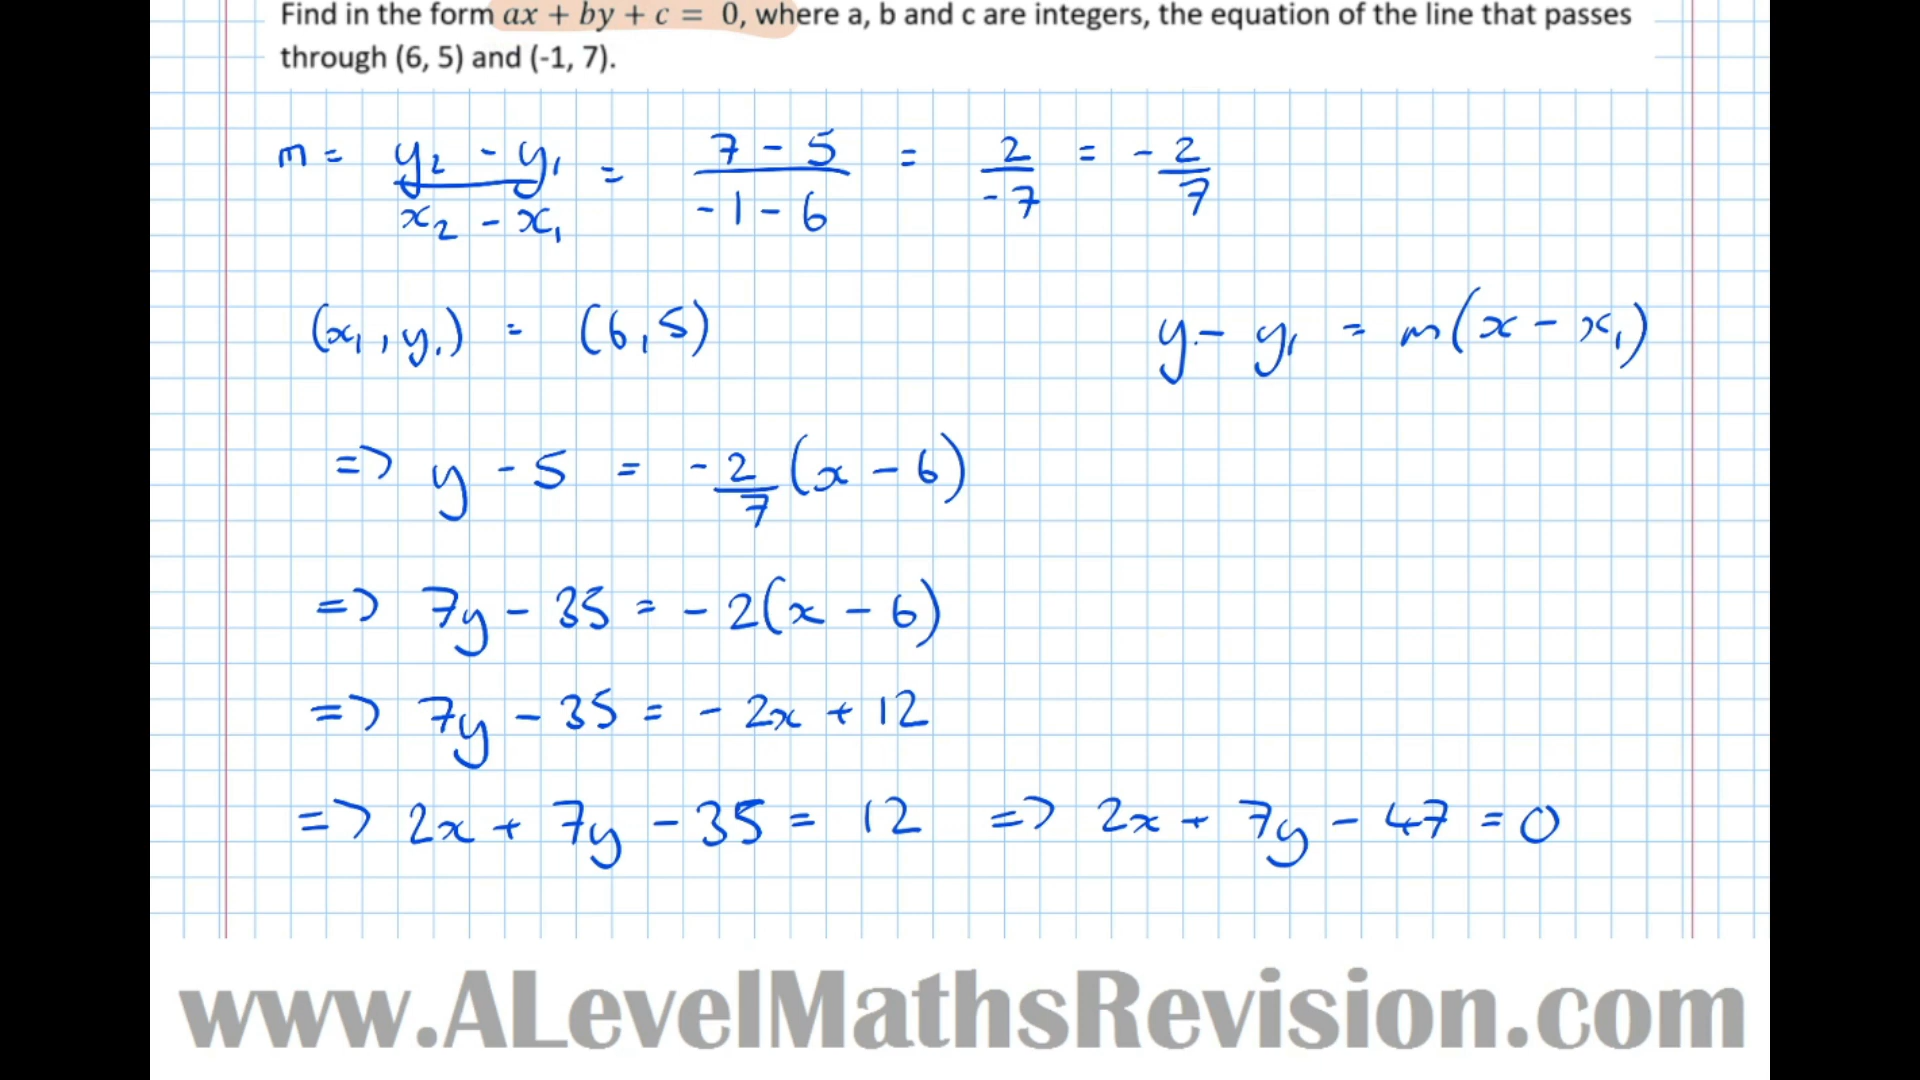 Find in the form ax + by + c = 0, where a, b and c are integers, the equation of the line that passes
through (6, 5) and (-1, 7).
m = y₂ - y₁ / x₂ - x₁ = 7 - 5 / -1 - 6 = 2 / -7 = -2/7
(x₁, y₁) = (6, 5) y - y₁ = m(x - x₁)
=> y - 5 = -2/7 (x - 6)
=> 7y - 35 = -2(x - 6)
=> 7y - 35 = -2x + 12
=> 2x + 7y - 35 = 12 => 2x + 7y - 47 = 0
www.ALevelMathsRevision.com